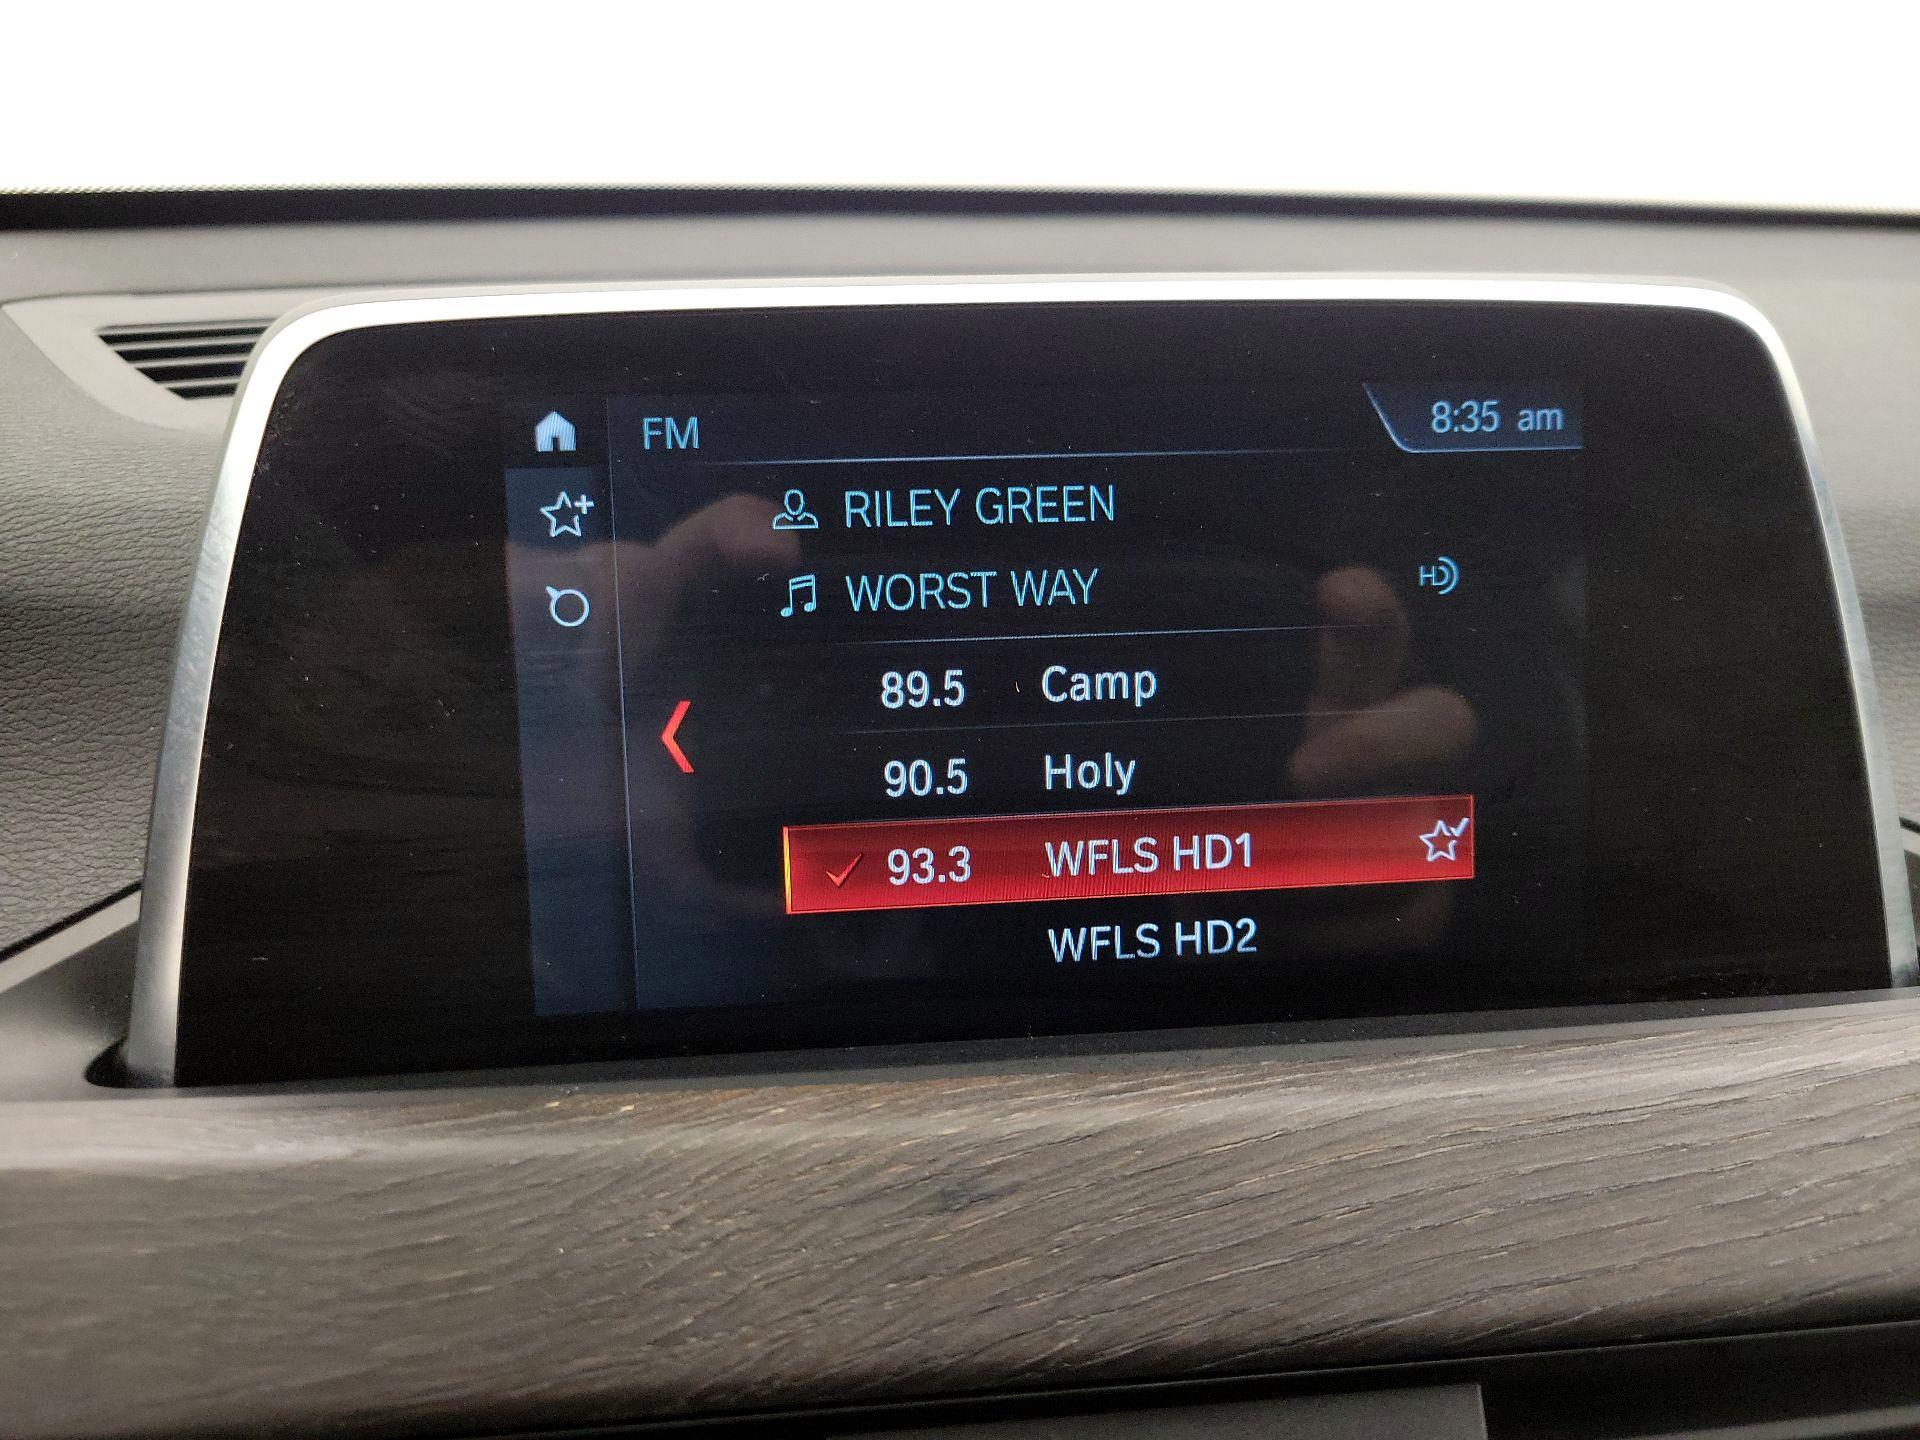 FM
8:35 am
RILEY GREEN
WORST WAY
HD
89.5 Camp
90.5 Holy
93.3 WFLS HD1
WFLS HD2